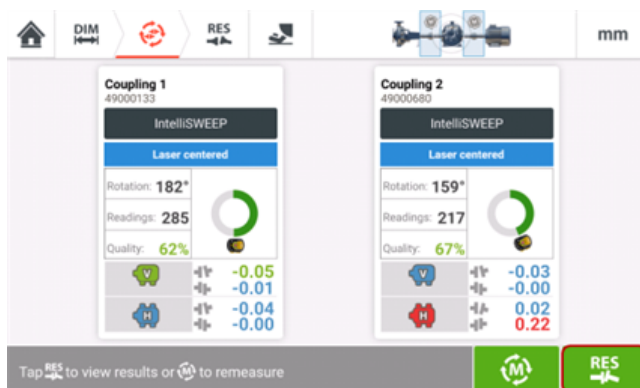 DIM
RES
mm
Coupling 1
49000133
IntelliSWEEP
Laser centered
Rotation: 182°
Readings: 285
Quality: 62%
V
-0.05
-0.01
H
-0.04
-0.00
Coupling 2
49000680
IntelliSWEEP
Laser centered
Rotation: 159°
Readings: 217
Quality: 67%
V
-0.03
-0.00
H
0.02
0.22
Tap RES to view results or M to remeasure
M
RES